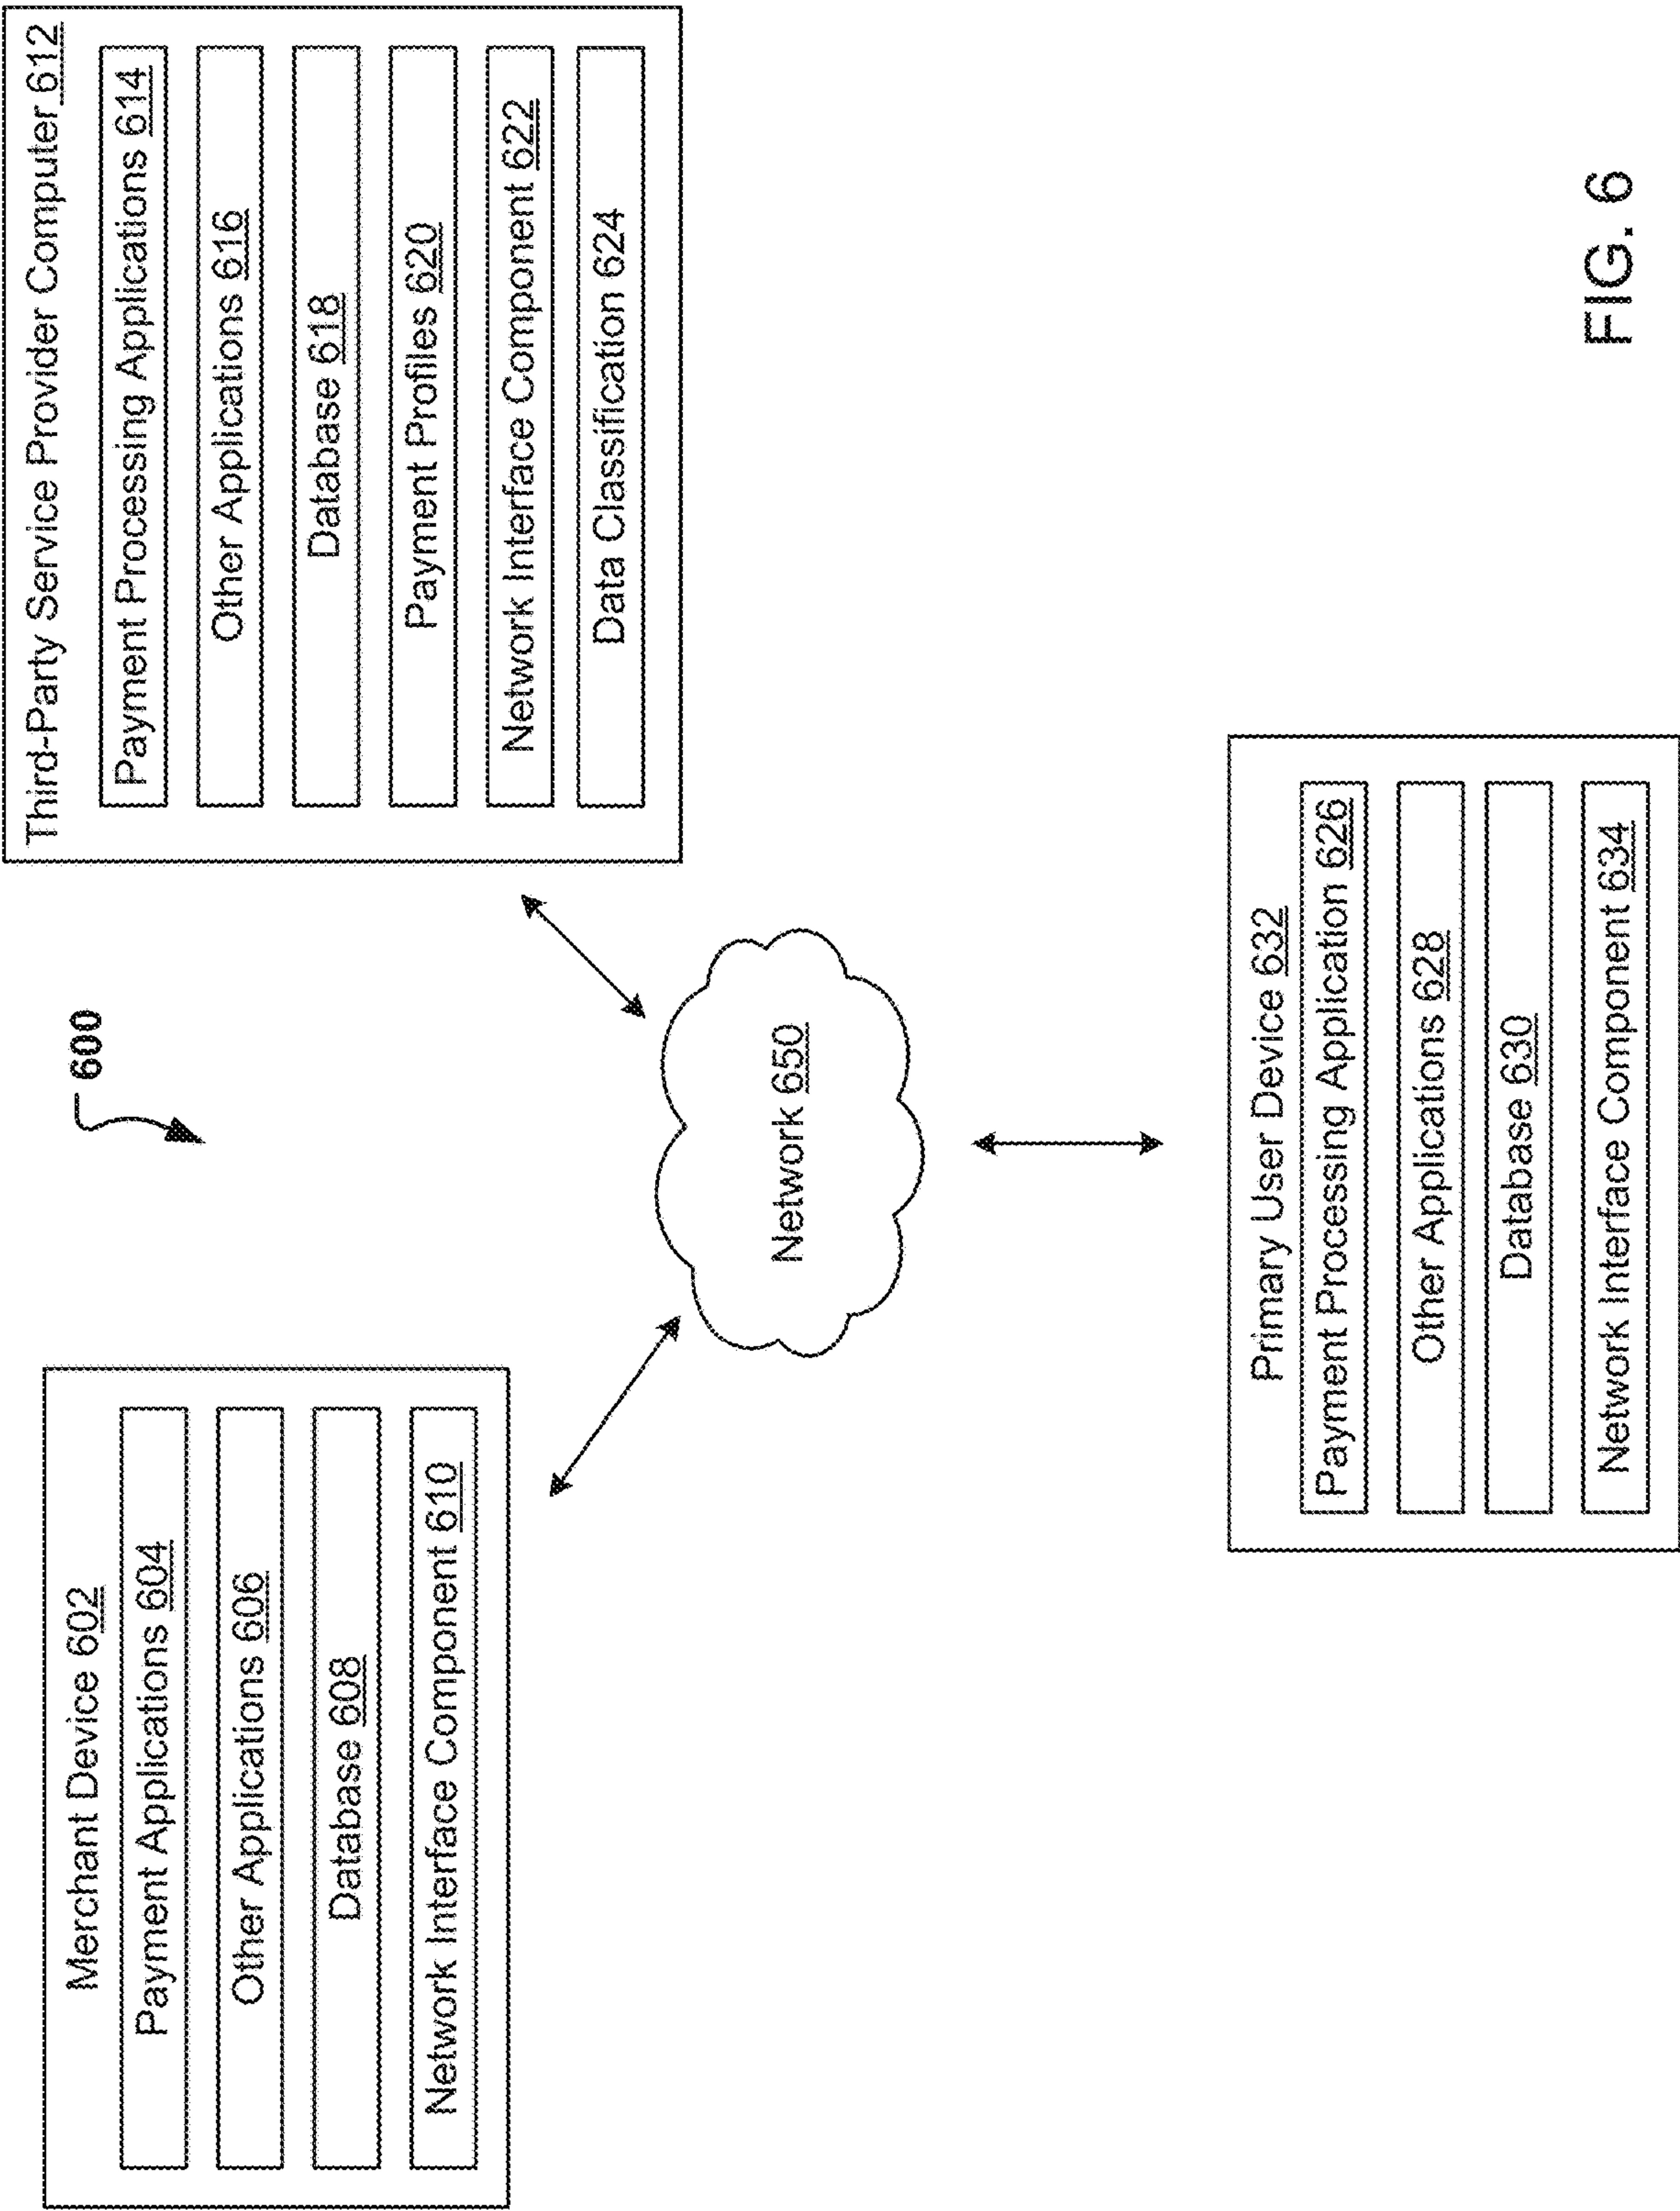 600
Merchant Device 602
Payment Applications 604
Other Applications 606
Database 608
Network Interface Component 610
Third-Party Service Provider Computer 612
Payment Processing Applications 614
Other Applications 616
Database 618
Payment Profiles 620
Network Interface Component 622
Data Classification 624
Network 650
Primary User Device 632
Payment Processing Application 626
Other Applications 628
Database 630
Network Interface Component 634
FIG. 6